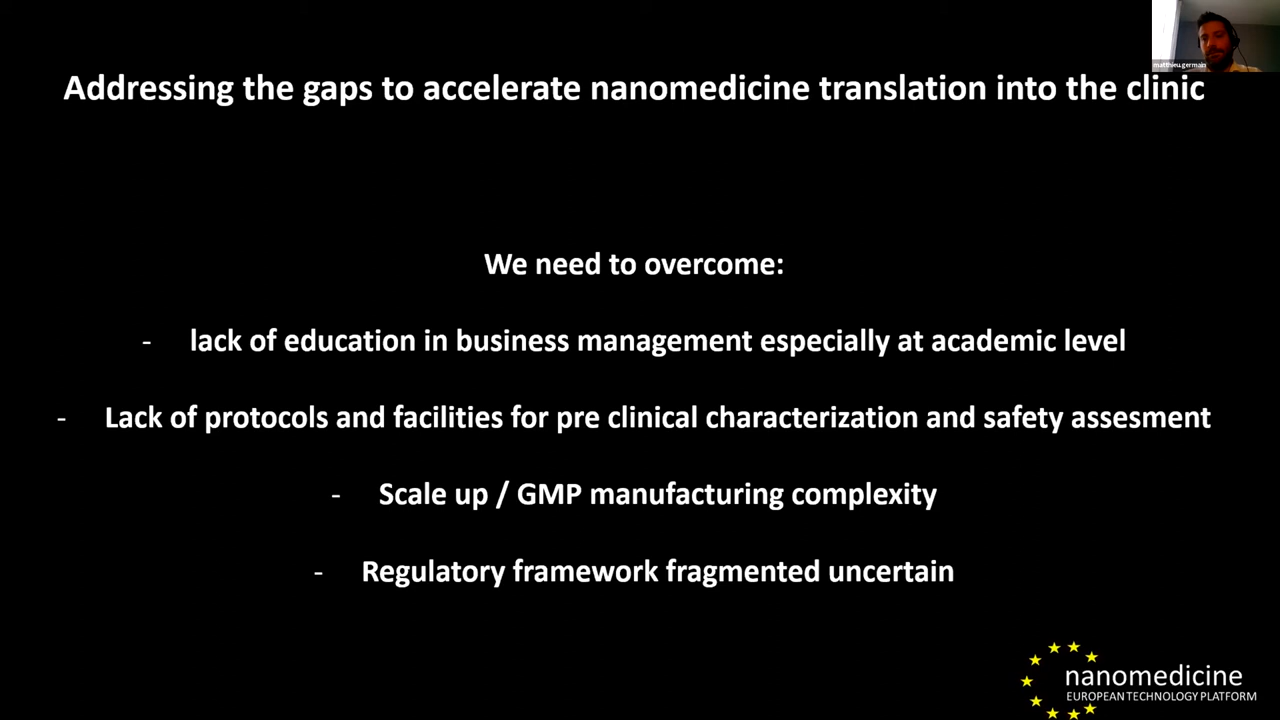 matthieu.germain
Addressing the gaps to accelerate nanomedicine translation into the clinic
We need to overcome:
- lack of education in business management especially at academic level
- Lack of protocols and facilities for pre clinical characterization and safety assesment
- Scale up / GMP manufacturing complexity
- Regulatory framework fragmented uncertain
nanomedicine
EUROPEAN TECHNOLOGY PLATFORM